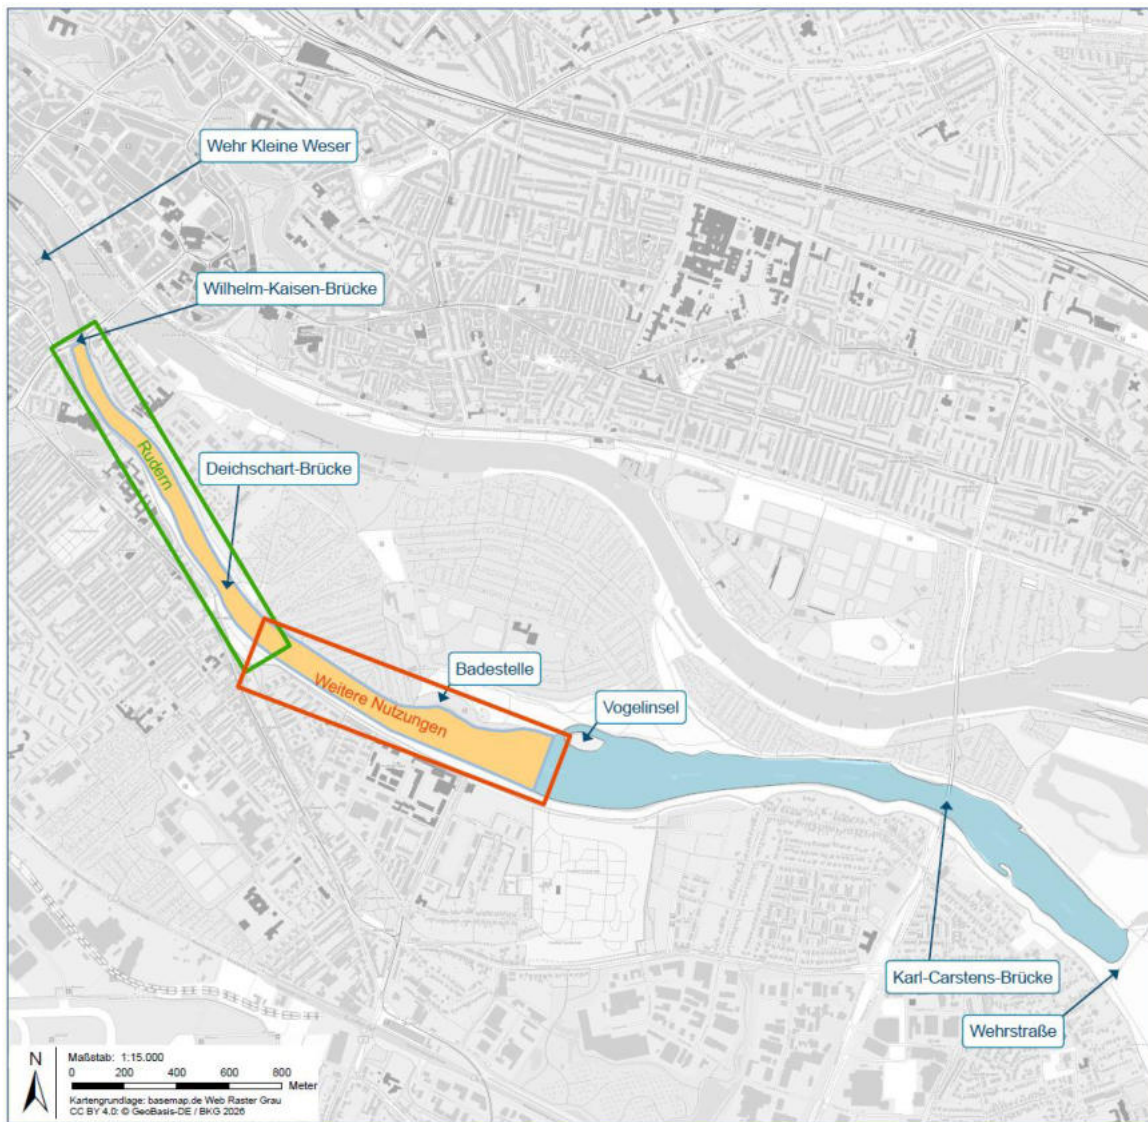 Wehr Kleine Weser
Wilhelm-Kaisen-Brücke
Rudern
Deichschart-Brücke
Badestelle
Weitere Nutzungen
Vogelinsel
Karl-Carstens-Brücke
Wehrstraße
N
Maßstab: 1:15.000
0 200 400 600 800
Meter
Kartengrundlage: basemap.de Web Raster Grau
CC BY 4.0: © GeoBasis-DE / BKG 2026